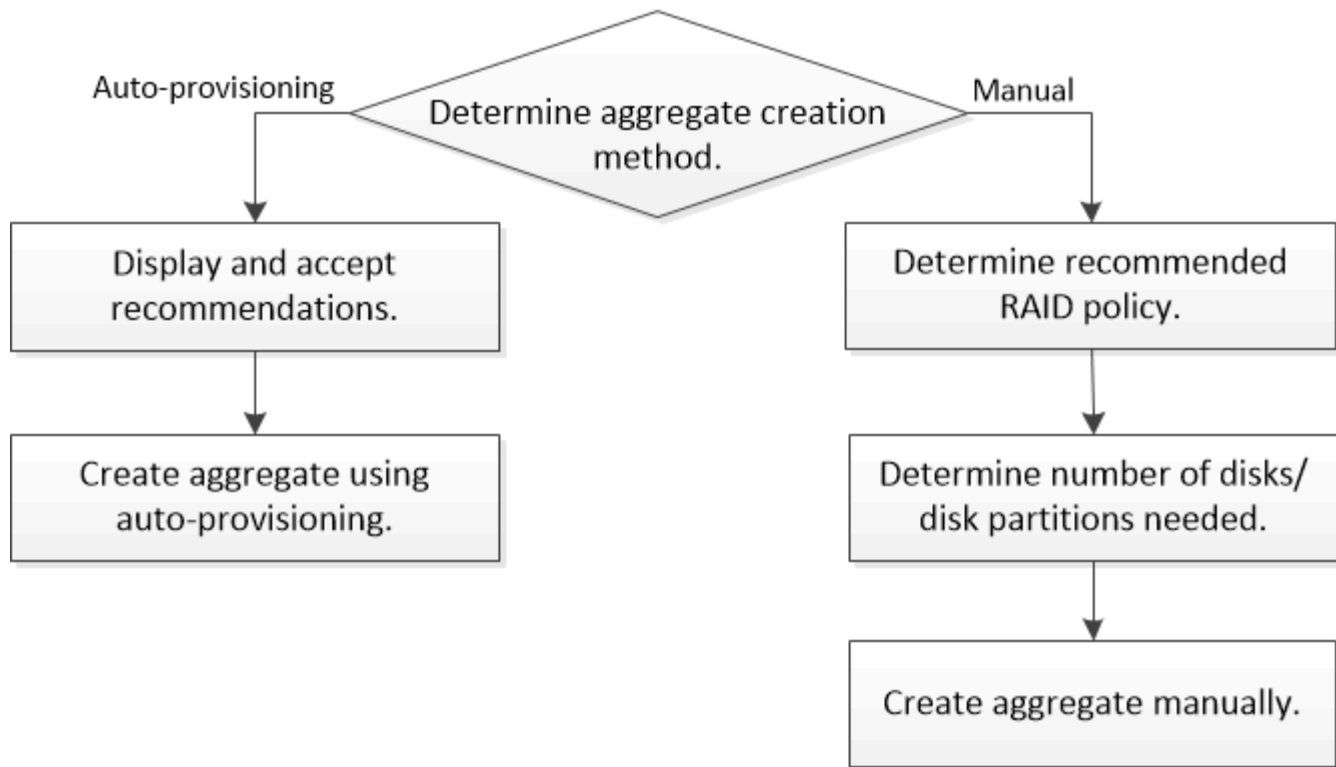 Auto-provisioning
Manual
Determine aggregate creation
method.
Display and accept
recommendations.
Determine recommended
RAID policy.
Create aggregate using
auto-provisioning.
Determine number of disks/
disk partitions needed.
Create aggregate manually.